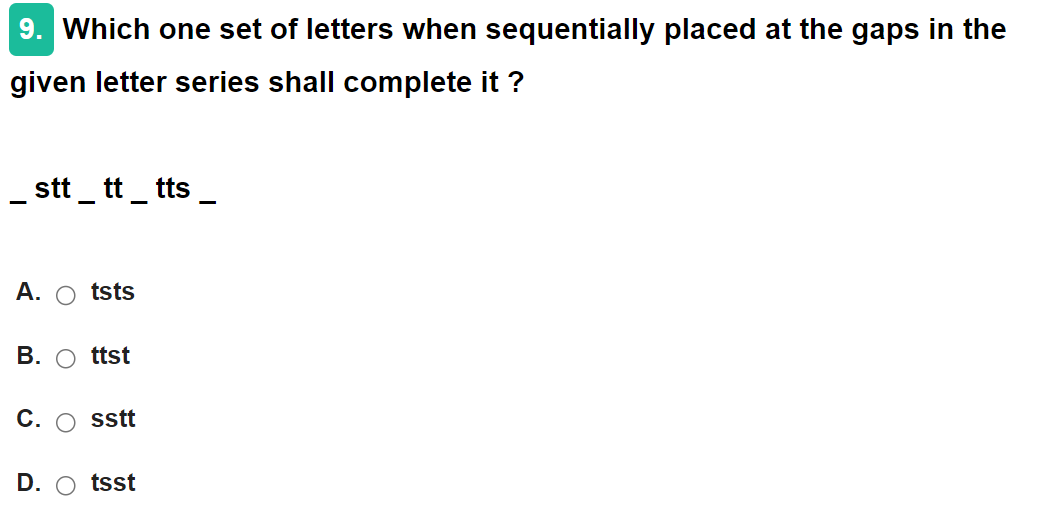 9. Which one set of letters when sequentially placed at the gaps in the
given letter series shall complete it ?
_ stt _ tt _ tts _
A. tsts
B. ttst
C. sstt
D. tsst